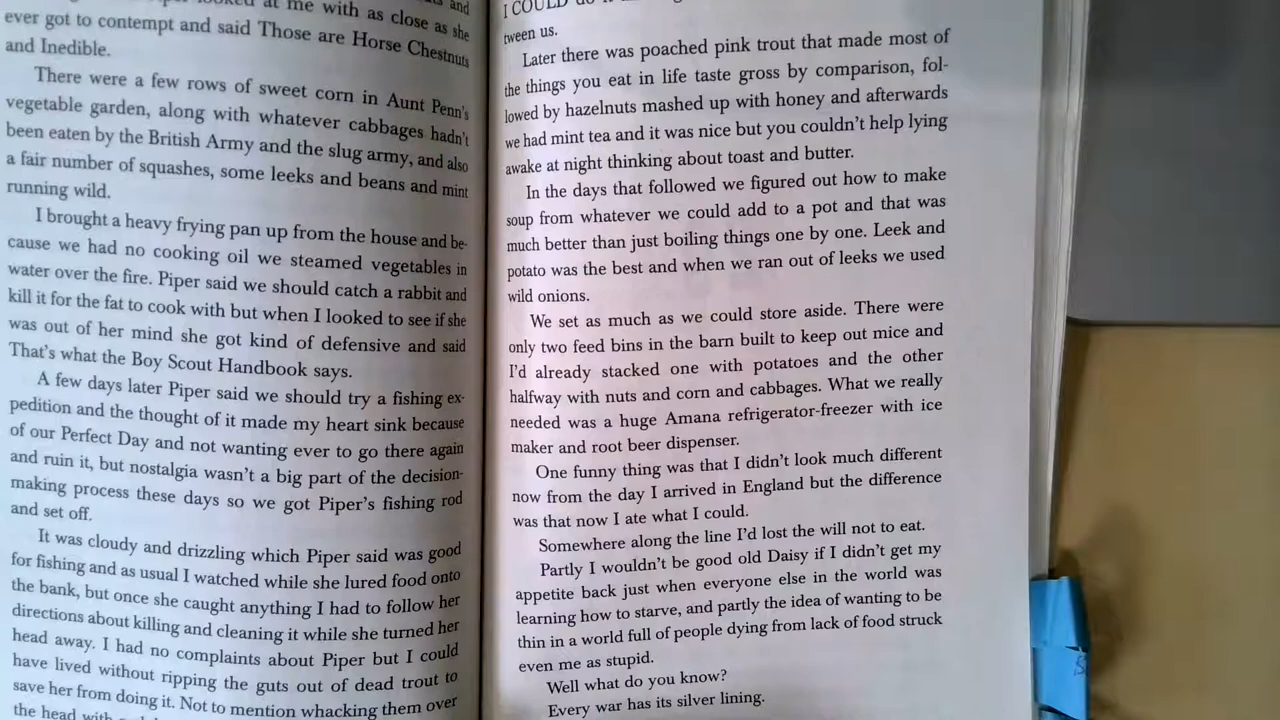 at me with as close as she
ever got to contempt and said Those are Horse Chestnuts
and Inedible.
There were a few rows of sweet corn in Aunt Penn's
vegetable garden, along with whatever cabbages hadn't
been eaten by the British Army and the slug army, and also
a fair number of squashes, some leeks and beans and mint
running wild.
I brought a heavy frying pan up from the house and be-
cause we had no cooking oil we steamed vegetables in
water over the fire. Piper said we should catch a rabbit and
kill it for the fat to cook with but when I looked to see if she
was out of her mind she got kind of defensive and said
That's what the Boy Scout Handbook says.
A few days later Piper said we should try a fishing ex-
pedition and the thought of it made my heart sink because
of our Perfect Day and not wanting ever to go there again
and ruin it, but nostalgia wasn't a big part of the decision-
making process these days so we got Piper's fishing rod
and set off.
It was cloudy and drizzling which Piper said was good
for fishing and as usual I watched while she lured food onto
the bank, but once she caught anything I had to follow her
directions about killing and cleaning it while she turned her
head away. I had no complaints about Piper but I could
have lived without ripping the guts out of dead trout to
save her from doing it. Not to mention whacking them over
the head with
I COULD do it
tween us.
Later there was poached pink trout that made most of
the things you eat in life taste gross by comparison, fol-
lowed by hazelnuts mashed up with honey and afterwards
we had mint tea and it was nice but you couldn't help lying
awake at night thinking about toast and butter.
In the days that followed we figured out how to make
soup from whatever we could add to a pot and that was
much better than just boiling things one by one. Leek and
potato was the best and when we ran out of leeks we used
wild onions.
We set as much as we could store aside. There were
only two feed bins in the barn built to keep out mice and
I'd already stacked one with potatoes and the other
halfway with nuts and corn and cabbages. What we really
needed was a huge Amana refrigerator-freezer with ice
maker and root beer dispenser.
One funny thing was that I didn't look much different
now from the day I arrived in England but the difference
was that now I ate what I could.
Somewhere along the line I'd lost the will not to eat.
Partly I wouldn't be good old Daisy if I didn't get my
appetite back just when everyone else in the world was
learning how to starve, and partly the idea of wanting to be
thin in a world full of people dying from lack of food struck
even me as stupid.
Well what do you know?
Every war has its silver lining.